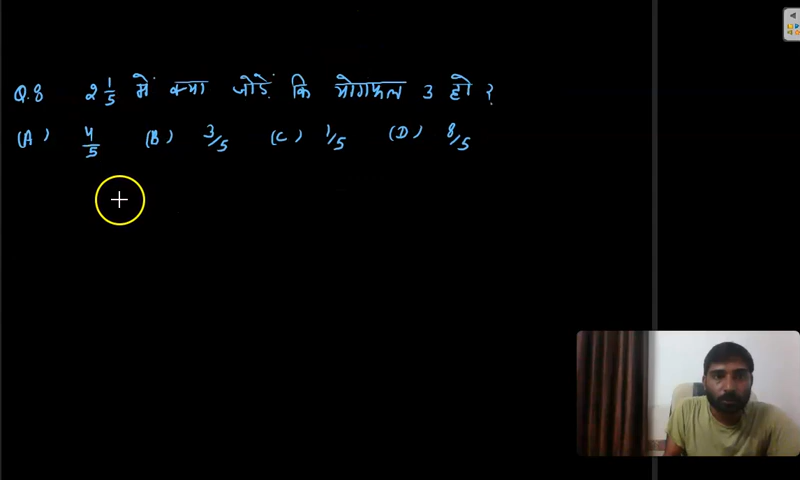 Q.8 2 1/5 में क्या जोड़ें कि योगफल 3 हो ?
(A) 4/5 (B) 3/5 (C) 1/5 (D) 8/5